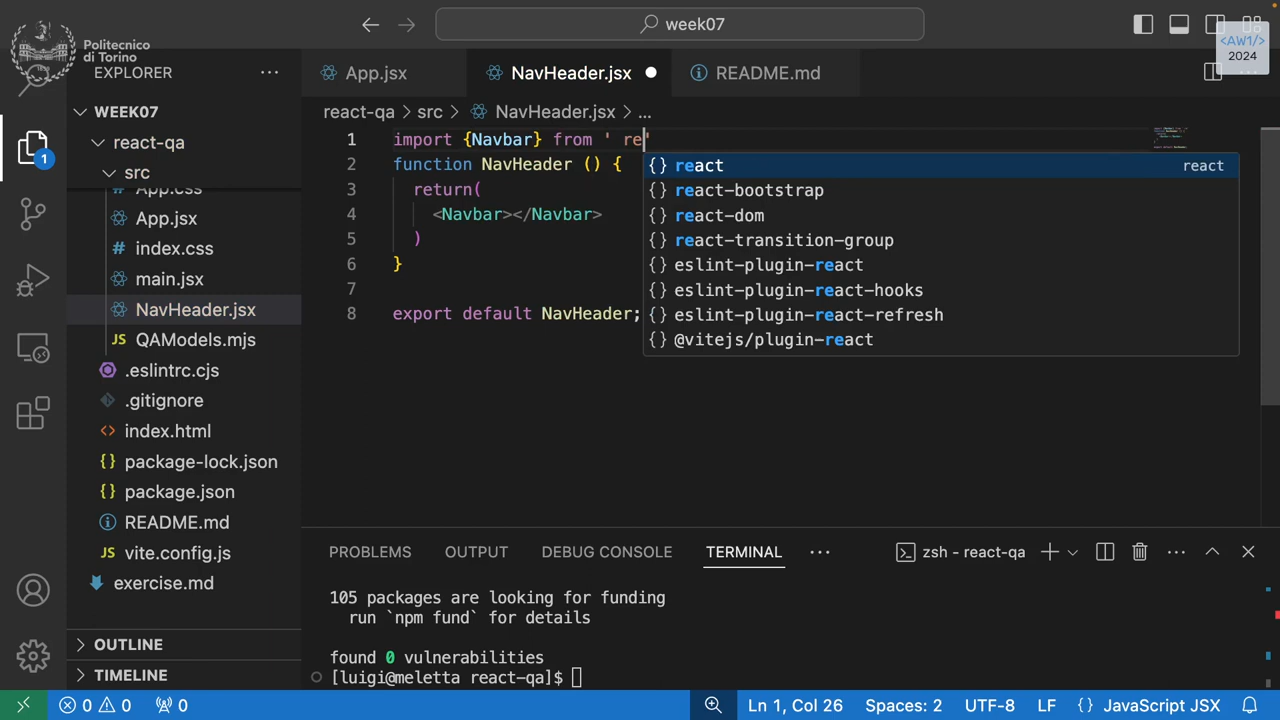 week07
Politecnico
di Torino
<AW1/>
2024
EXPLORER
App.jsx
NavHeader.jsx
README.md
WEEK07
react-qa > src > NavHeader.jsx > ...
react-qa
src
App.css
App.jsx
index.css
main.jsx
NavHeader.jsx
JS QAModels.mjs
.eslintrc.cjs
.gitignore
index.html
package-lock.json
package.json
README.md
vite.config.js
exercise.md
OUTLINE
TIMELINE
1
1 import {Navbar} from ' re'
2 function NavHeader () {
3 return(
4 <Navbar></Navbar>
5 )
6 }
7
8 export default NavHeader;
{} react react
{} react-bootstrap
{} react-dom
{} react-transition-group
{} eslint-plugin-react
{} eslint-plugin-react-hooks
{} eslint-plugin-react-refresh
{} @vitejs/plugin-react
PROBLEMS OUTPUT DEBUG CONSOLE TERMINAL ... zsh - react-qa
105 packages are looking for funding
run `npm fund` for details
found 0 vulnerabilities
[luigi@meletta react-qa]$
0 0 0 Ln 1, Col 26 Spaces: 2 UTF-8 LF {} JavaScript JSX